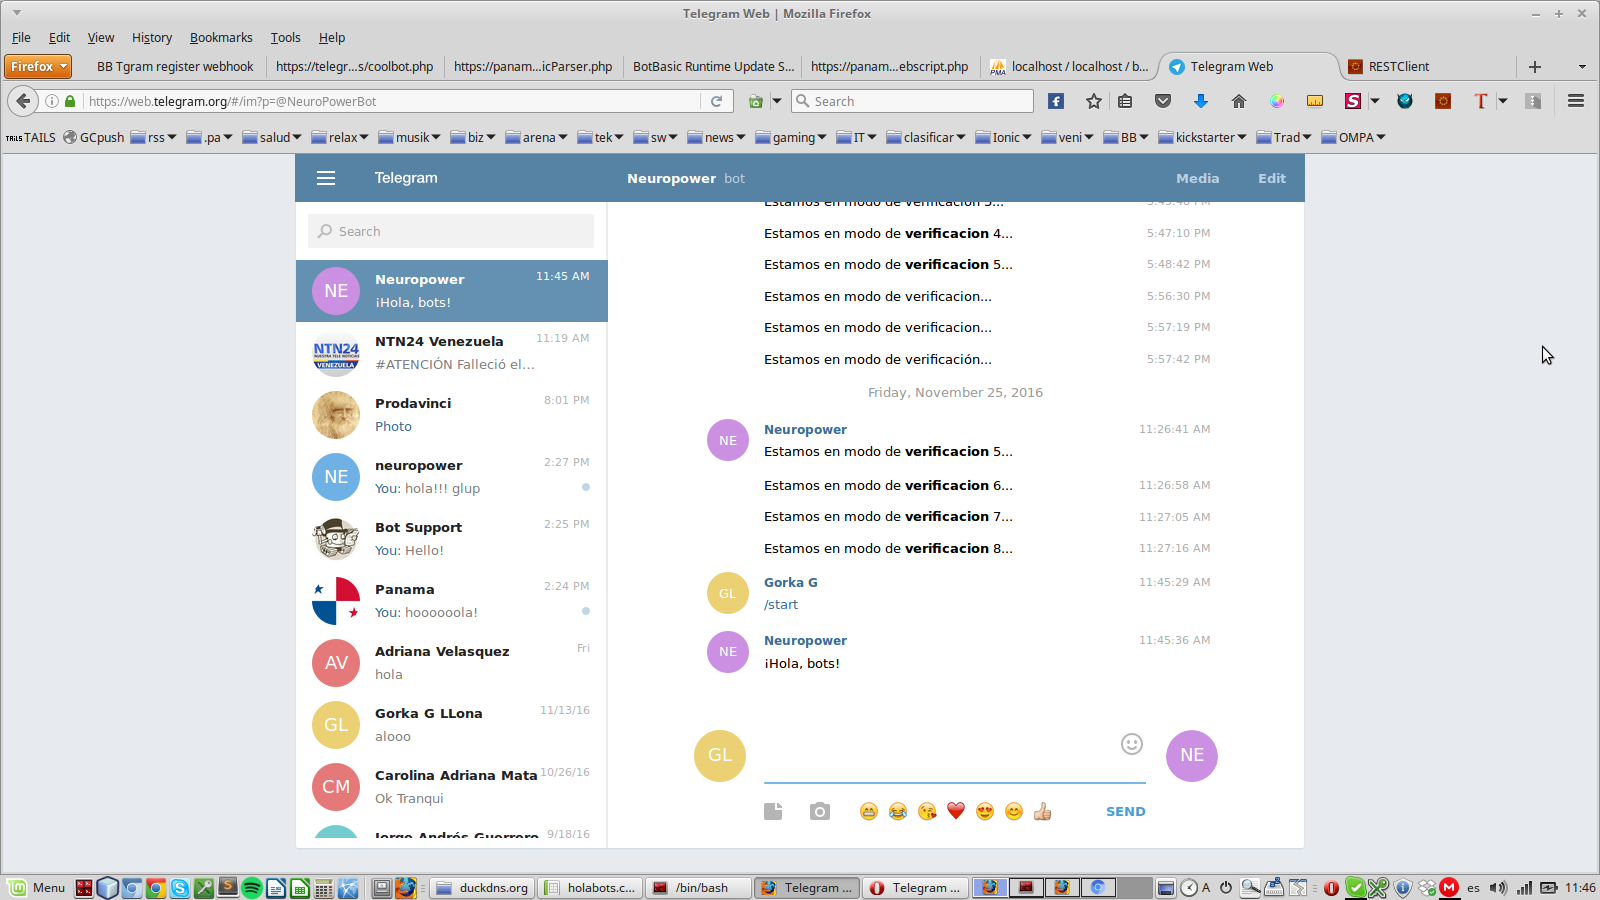 Telegram Web | Mozilla Firefox
File Edit View History Bookmarks Tools Help
Firefox
BB Tgram register webhook
https://telegr...s/coolbot.php
https://panam...icParser.php
BotBasic Runtime Update S...
https://panam...ebscript.php
localhost / localhost / b...
Telegram Web
RESTClient
https://web.telegram.org/#/im?p=@NeuroPowerBot
Search
TAILS GCpush rss .pa salud relax musik biz arena tek sw news gaming IT clasificar Ionic veni BB kickstarter Trad OMPA
Telegram
Neuropower bot
Media Edit
Search
Neuropower 11:45 AM
¡Hola, bots!
NTN24 Venezuela 11:19 AM
#ATENCIÓN Falleció el...
Prodavinci 8:01 PM
Photo
neuropower 2:27 PM
You: hola!!! glup
Bot Support 2:25 PM
You: Hello!
Panama 2:24 PM
You: hoooooola!
AV
Adriana Velasquez Fri
hola
GL
Gorka G LLona 11/13/16
alooo
CM
Carolina Adriana Mata 10/26/16
Ok Tranqui
Jorge Andrés Guerrero 9/18/16
Estamos en modo de verificacion 3...
Estamos en modo de verificacion 4... 5:47:10 PM
Estamos en modo de verificacion 5... 5:48:42 PM
Estamos en modo de verificacion... 5:56:30 PM
Estamos en modo de verificacion... 5:57:19 PM
Estamos en modo de verificación... 5:57:42 PM
Friday, November 25, 2016
NE
Neuropower 11:26:41 AM
Estamos en modo de verificacion 5...
Estamos en modo de verificacion 6... 11:26:58 AM
Estamos en modo de verificacion 7... 11:27:05 AM
Estamos en modo de verificacion 8... 11:27:16 AM
GL
Gorka G 11:45:29 AM
/start
NE
Neuropower 11:45:36 AM
¡Hola, bots!
GL
NE
SEND
Menu
duckdns.org
holabots.c...
/bin/bash
Telegram ...
Telegram ...
A
es
11:46